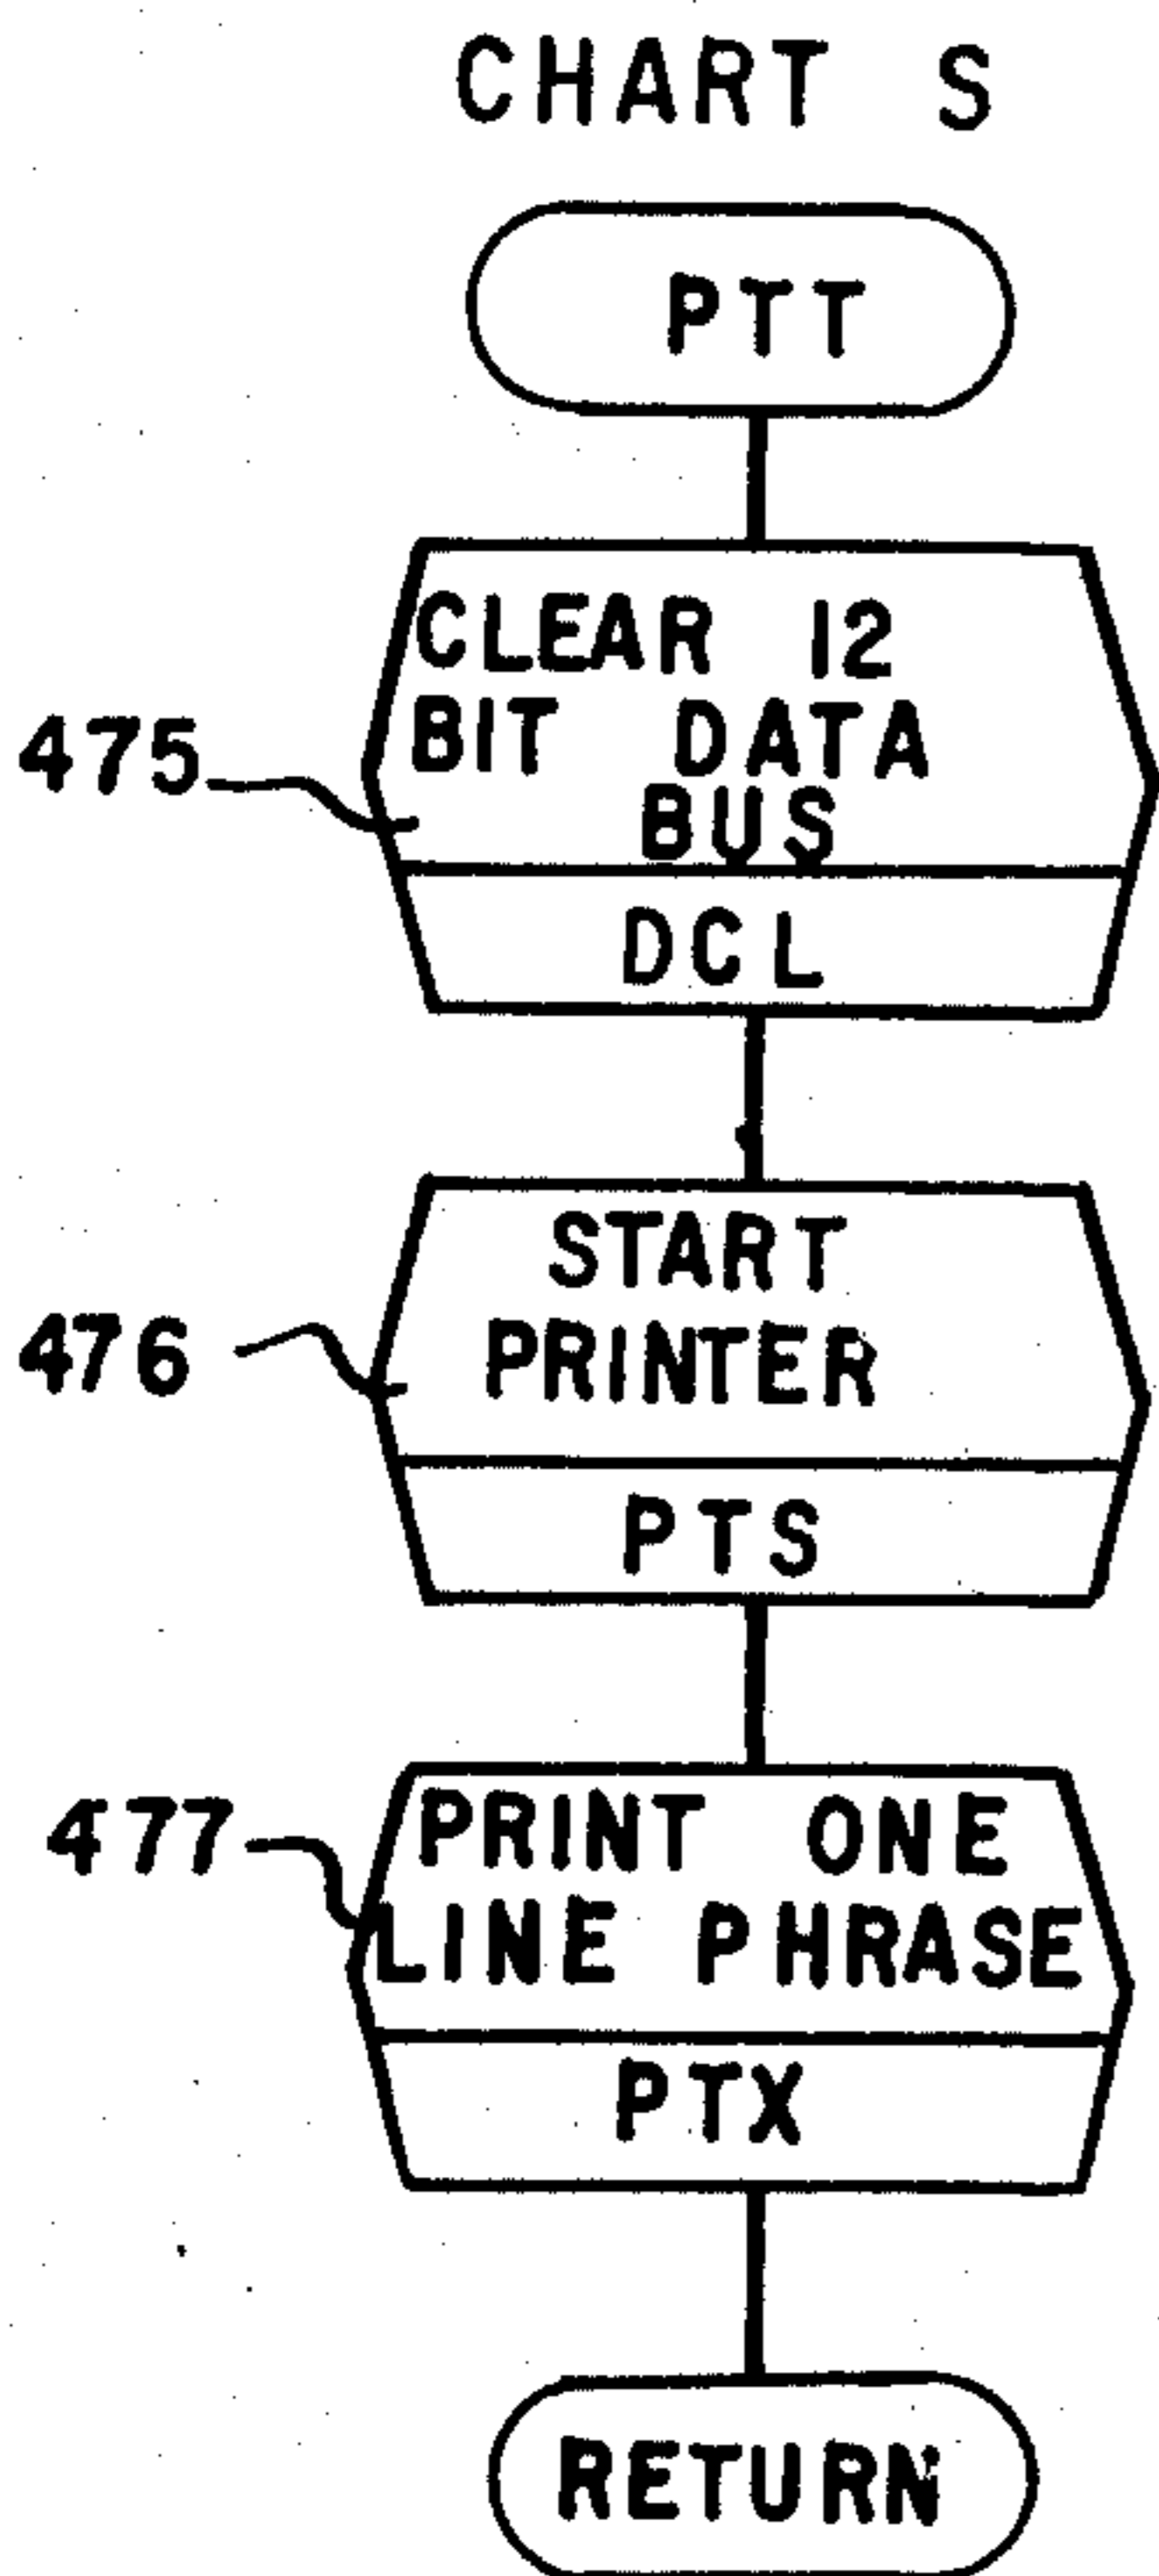 CHART S
PTT
CLEAR 12
BIT DATA
BUS
475
DCL
START
PRINTER
476
PTS
PRINT ONE
LINE PHRASE
477
PTX
RETURN